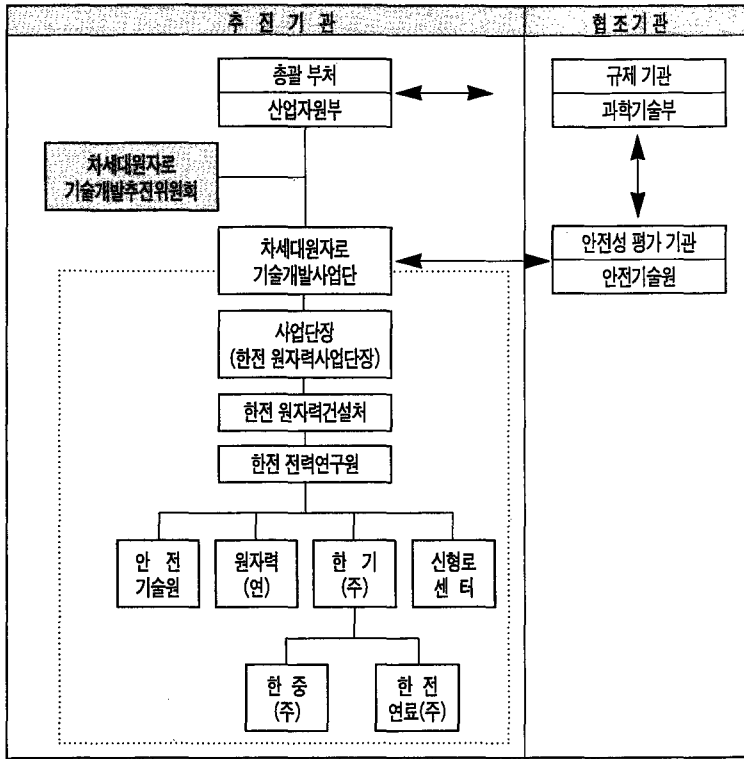 추 진 기 관
협 조 기 관
총괄 부처
산업자원부
규제 기관
과학기술부
차세대원자로
기술개발추진위원회
차세대원자로
기술개발사업단
안전성 평가 기관
안전기술원
사업단장
(한전 원자력사업단장)
한전 원자력건설처
한전 전력연구원
안 전
기술원
원자력
(연)
한 기
(주)
신형로
센 터
한 중
(주)
한 전
연료(주)